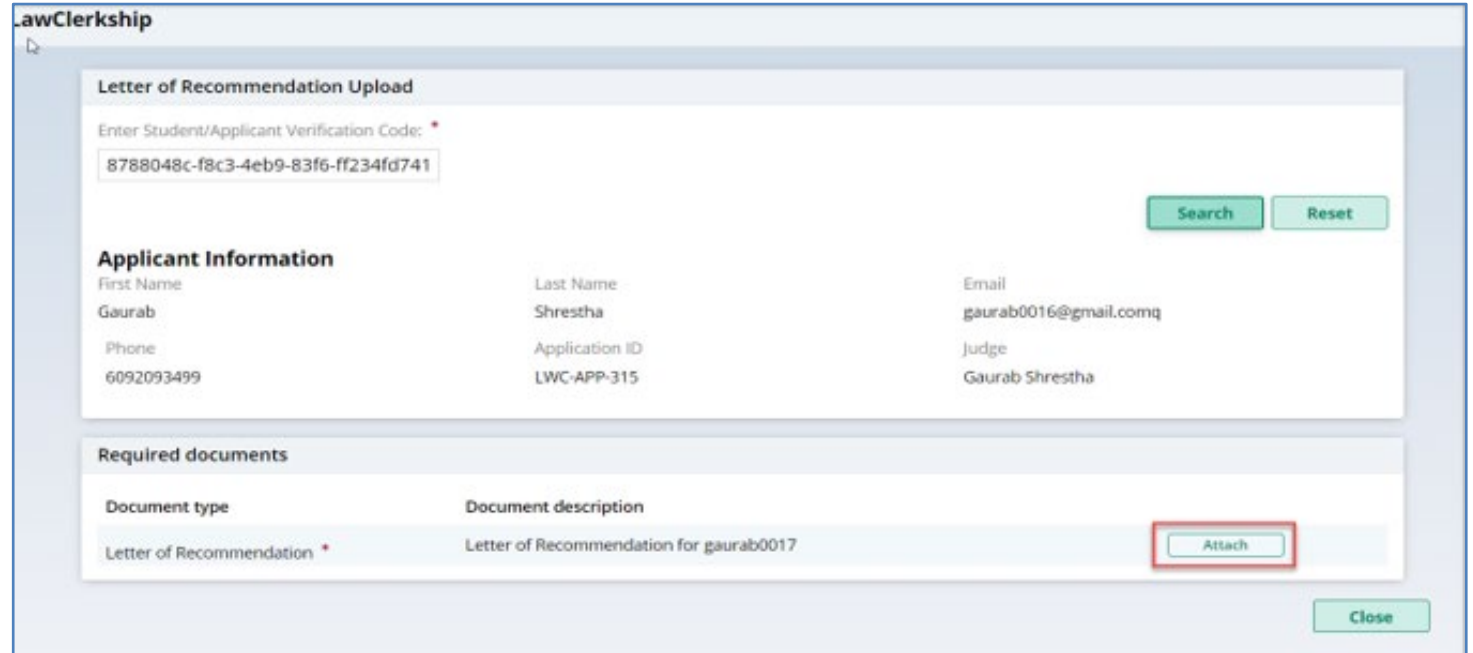 LawClerkship
Letter of Recommendation Upload
Enter Student/Applicant Verification Code: *
8788048c-f8c3-4eb9-83f6-ff234fd741
Search Reset
Applicant Information
First Name Last Name Email
Gaurab Shrestha gaurab0016@gmail.comq
Phone Application ID Judge
6092093499 LWC-APP-315 Gaurab Shrestha
Required documents
Document type Document description
Letter of Recommendation * Letter of Recommendation for gaurab0017 Attach
Close